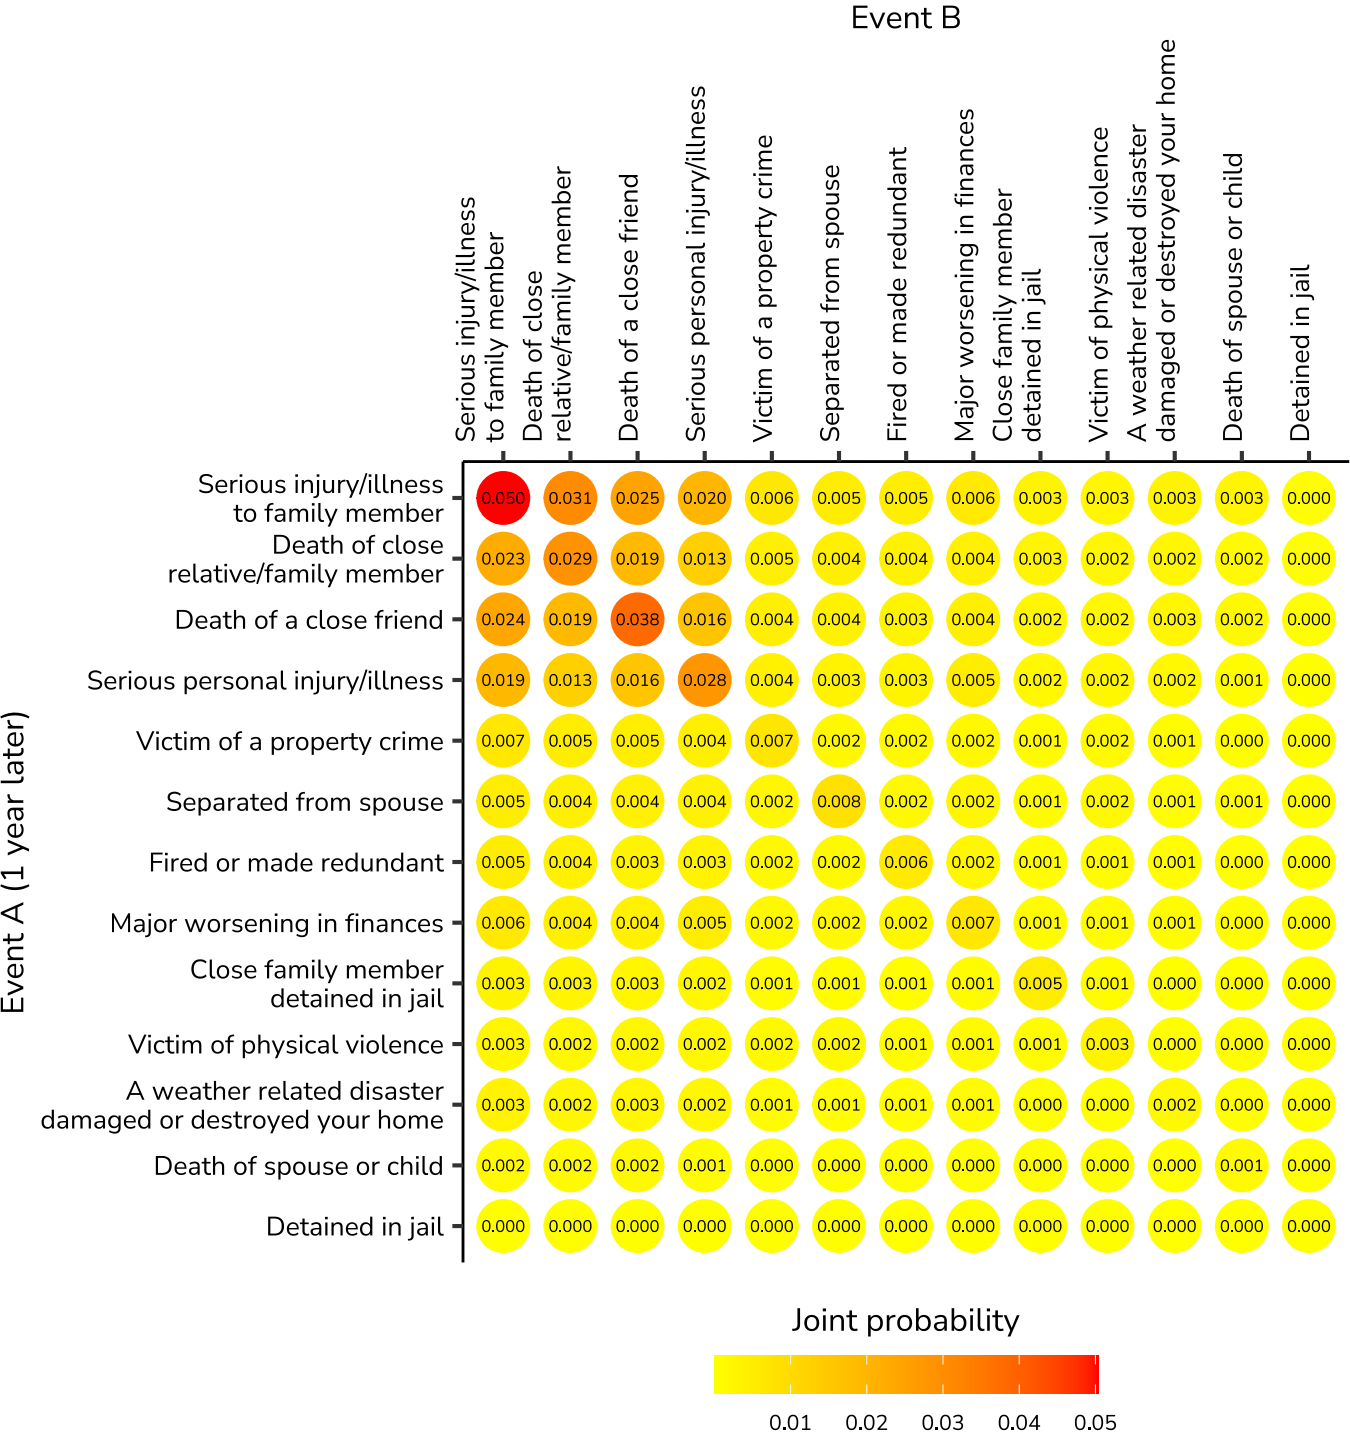 Event B
Serious injury/illness
to family member
Death of close
relative/family member
Death of a close friend
Serious personal injury/illness
Victim of a property crime
Separated from spouse
Fired or made redundant
Major worsening in finances
Close family member
detained in jail
Victim of physical violence
A weather related disaster
damaged or destroyed your home
Death of spouse or child
Detained in jail
Event A (1 year later)
Serious injury/illness
to family member
0.050 0.031 0.025 0.020 0.006 0.005 0.005 0.006 0.003 0.003 0.003 0.003 0.000
Death of close
relative/family member
0.023 0.029 0.019 0.013 0.005 0.004 0.004 0.004 0.003 0.002 0.002 0.002 0.000
Death of a close friend
0.024 0.019 0.038 0.016 0.004 0.004 0.003 0.004 0.002 0.002 0.003 0.002 0.000
Serious personal injury/illness
0.019 0.013 0.016 0.028 0.004 0.003 0.003 0.005 0.002 0.002 0.002 0.001 0.000
Victim of a property crime
0.007 0.005 0.005 0.004 0.007 0.002 0.002 0.002 0.001 0.002 0.001 0.000 0.000
Separated from spouse
0.005 0.004 0.004 0.004 0.002 0.008 0.002 0.002 0.001 0.002 0.001 0.001 0.000
Fired or made redundant
0.005 0.004 0.003 0.003 0.002 0.002 0.006 0.002 0.001 0.001 0.001 0.000 0.000
Major worsening in finances
0.006 0.004 0.004 0.005 0.002 0.002 0.002 0.007 0.001 0.001 0.001 0.000 0.000
Close family member
detained in jail
0.003 0.003 0.003 0.002 0.001 0.001 0.001 0.001 0.005 0.001 0.000 0.000 0.000
Victim of physical violence
0.003 0.002 0.002 0.002 0.002 0.002 0.001 0.001 0.001 0.003 0.000 0.000 0.000
A weather related disaster
damaged or destroyed your home
0.003 0.002 0.003 0.002 0.001 0.001 0.001 0.001 0.000 0.000 0.002 0.000 0.000
Death of spouse or child
0.002 0.002 0.002 0.001 0.000 0.000 0.000 0.000 0.000 0.000 0.000 0.001 0.000
Detained in jail
0.000 0.000 0.000 0.000 0.000 0.000 0.000 0.000 0.000 0.000 0.000 0.000 0.000
Joint probability
0.01 0.02 0.03 0.04 0.05